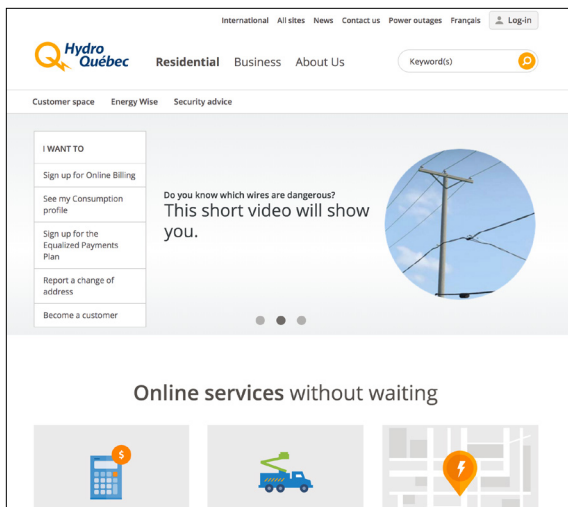 International All sites News Contact us Power outages Français Log-in
Hydro
Québec
Residential Business About Us
Keyword(s)
Customer space Energy Wise Security advice
I WANT TO
Sign up for Online Billing
See my Consumption
profile
Sign up for the
Equalized Payments
Plan
Report a change of
address
Become a customer
Do you know which wires are dangerous?
This short video will show
you.
Online services without waiting
$